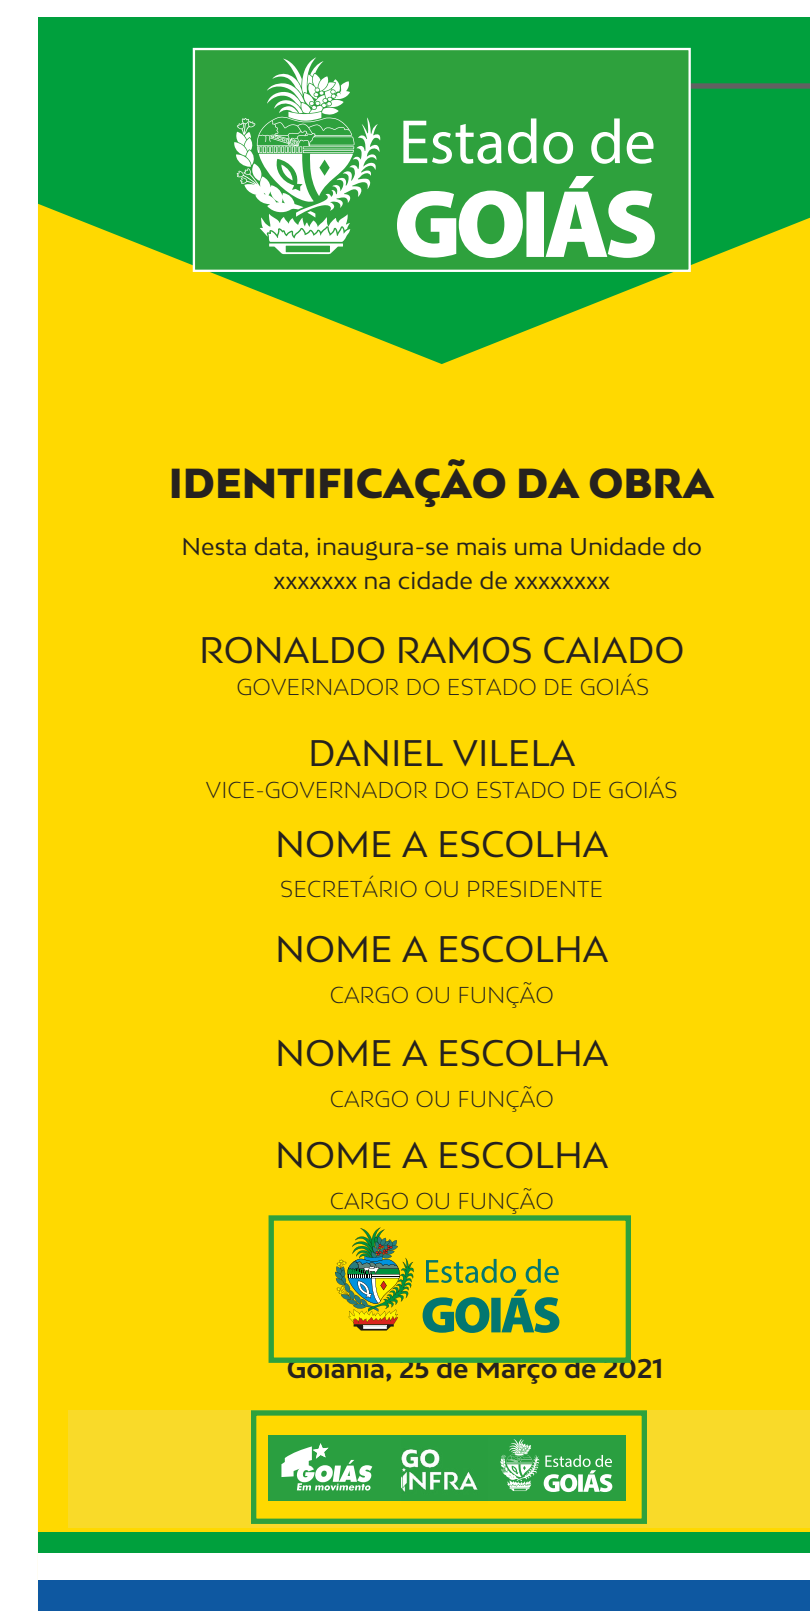 Estado de
GOIÁS
IDENTIFICAÇÃO DA OBRA
Nesta data, inaugura-se mais uma Unidade do
xxxxxxx na cidade de xxxxxxxx
RONALDO RAMOS CAIADO
GOVERNADOR DO ESTADO DE GOIÁS
DANIEL VILELA
VICE-GOVERNADOR DO ESTADO DE GOIÁS
NOME A ESCOLHA
SECRETÁRIO OU PRESIDENTE
NOME A ESCOLHA
CARGO OU FUNÇÃO
NOME A ESCOLHA
CARGO OU FUNÇÃO
NOME A ESCOLHA
CARGO OU FUNÇÃO
Estado de
GOIÁS
Goiânia, 25 de Março de 2021
GOIÁS
Em movimento
GO
INFRA
Estado de
GOIÁS